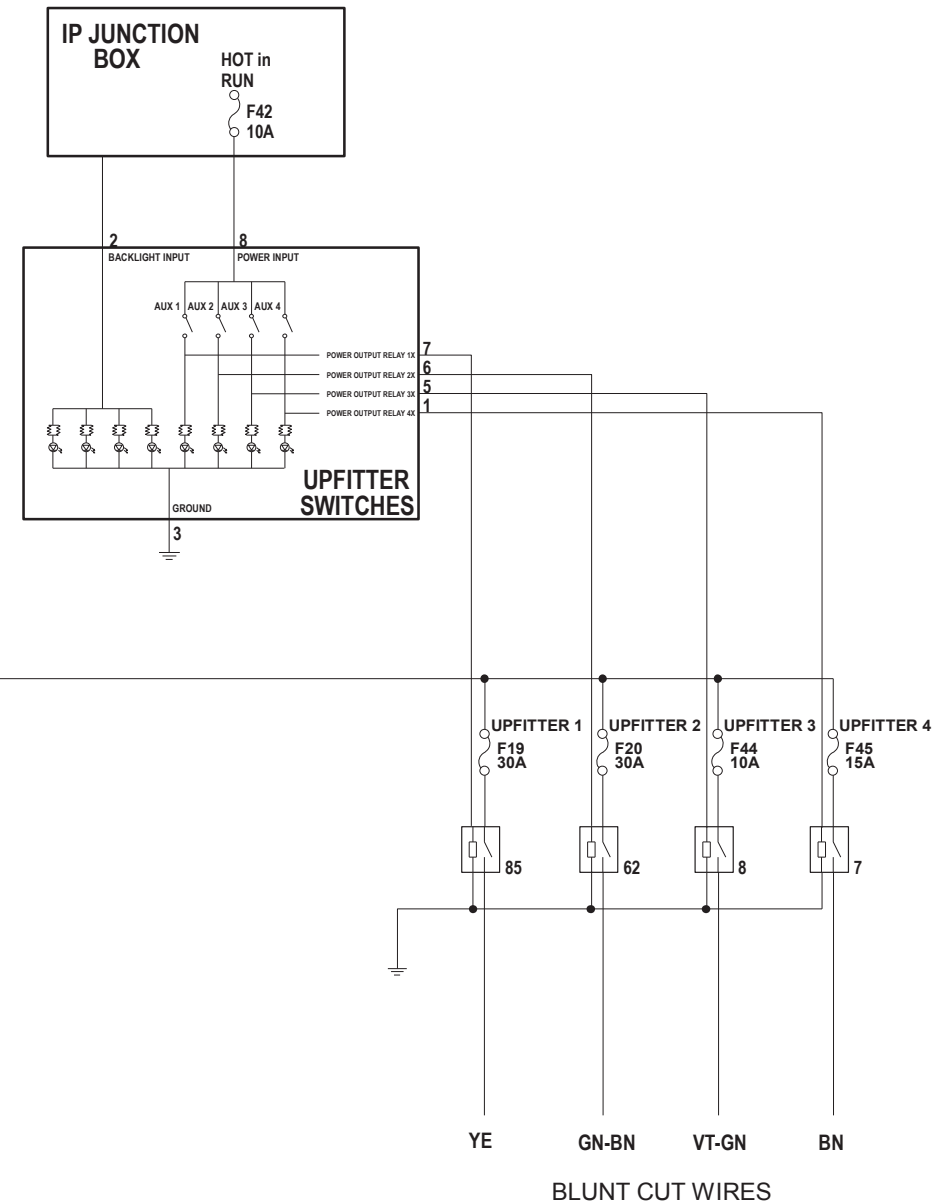 IP JUNCTION
BOX
HOT in
RUN
F42
10A
2
8
BACKLIGHT INPUT
POWER INPUT
AUX 1
AUX 2
AUX 3
AUX 4
POWER OUTPUT RELAY 1X
7
POWER OUTPUT RELAY 2X
6
POWER OUTPUT RELAY 3X
5
POWER OUTPUT RELAY 4X
1
UPFITTER
SWITCHES
GROUND
3
UPFITTER 1
F19
30A
UPFITTER 2
F20
30A
UPFITTER 3
F44
10A
UPFITTER 4
F45
15A
85
62
8
7
YE
GN-BN
VT-GN
BN
BLUNT CUT WIRES